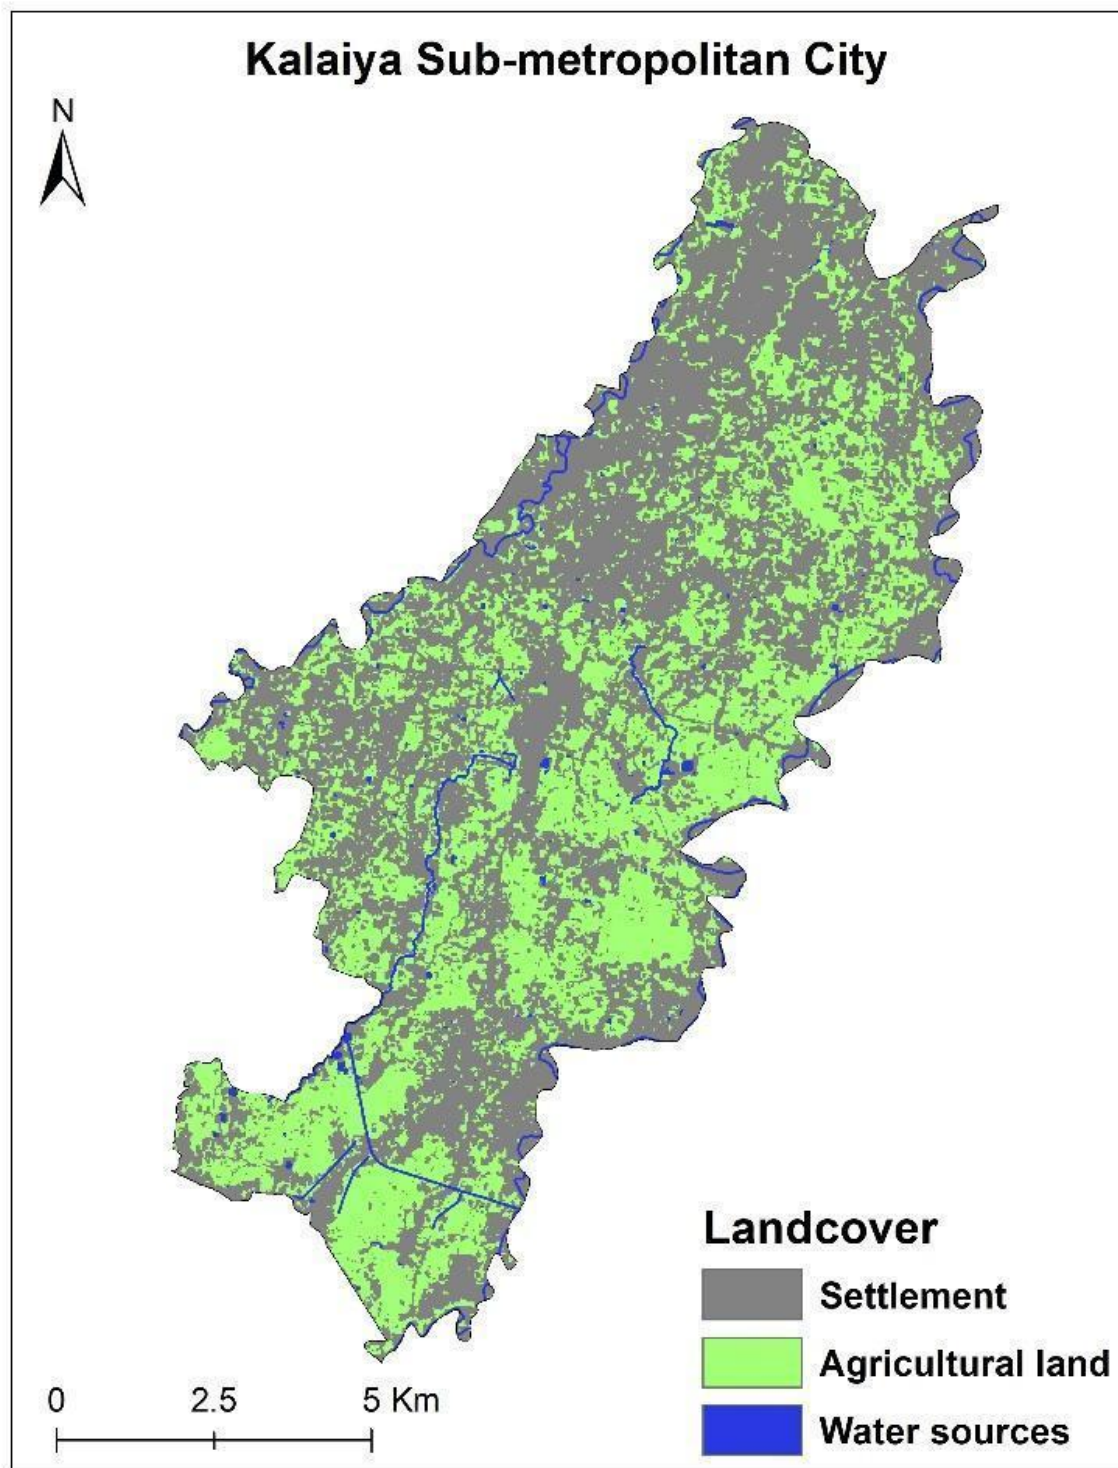 Kalaiya Sub-metropolitan City
N
Landcover
Settlement
Agricultural land
Water sources
0 2.5 5 Km